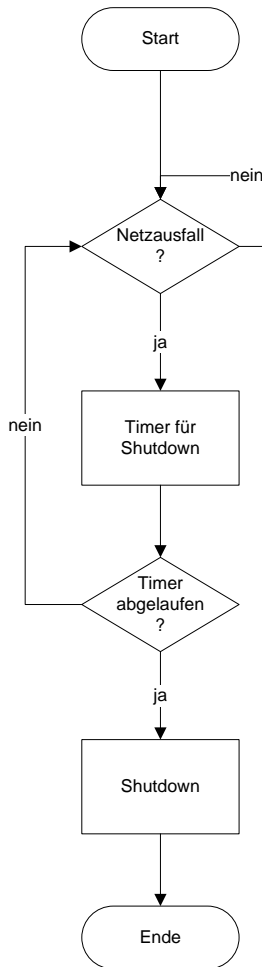 Start
nein
Netzausfall
?
ja
Timer für
Shutdown
nein
Timer
abgelaufen
?
ja
Shutdown
Ende